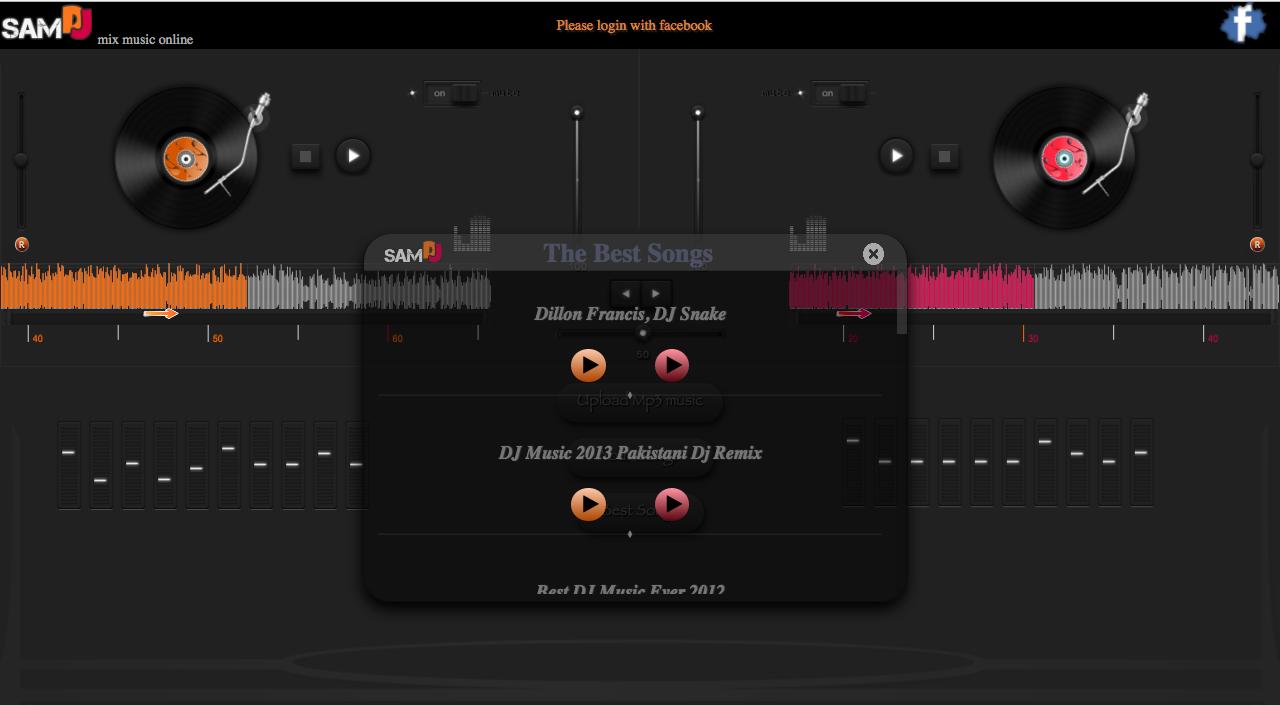 SAM DJ
mix music online
Please login with facebook
f
on
mute
mute
on
R
R
SAM DJ
The Best Songs
Dillon Francis, DJ Snake
40
50
60
20
30
40
50
Upload Mp3 music
DJ Music 2013 Pakistani Dj Remix
Best DJ Music Ever 2012